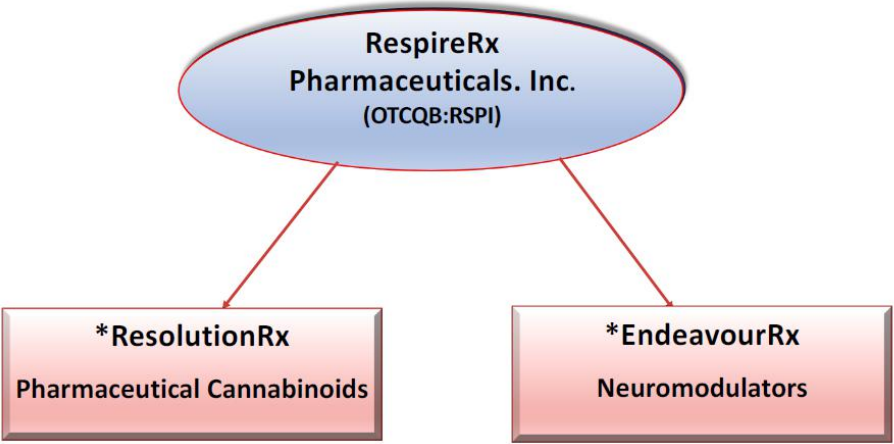 RespireRx
Pharmaceuticals. Inc.
(OTCQB:RSPI)
*ResolutionRx
Pharmaceutical Cannabinoids
*EndeavourRx
Neuromodulators